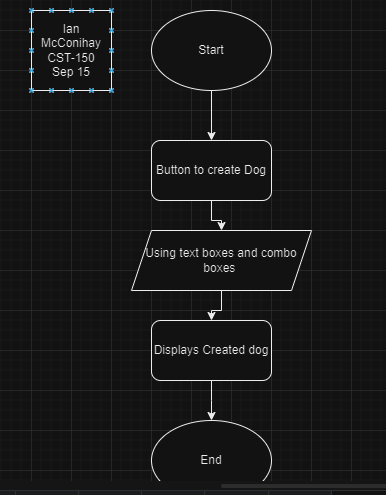 Ian
McConihay
CST-150
Sep 15
Start
Button to create Dog
Using text boxes and combo
boxes
Displays Created dog
End